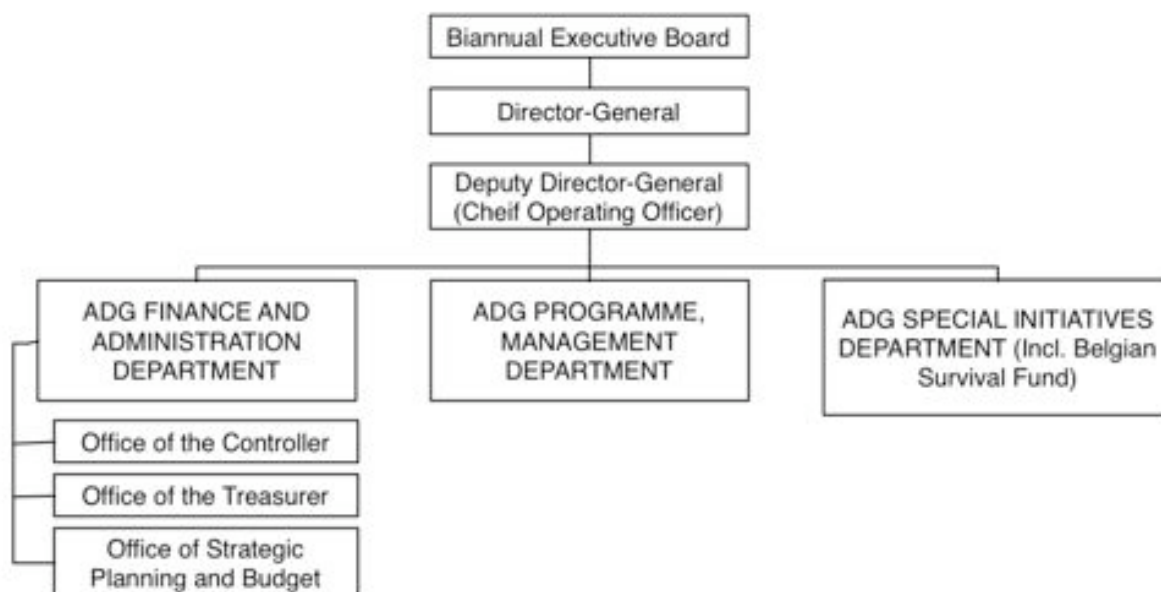 Biannual Executive Board
Director-General
Deputy Director-General
(Cheif Operating Officer)
ADG FINANCE AND
ADMINISTRATION
DEPARTMENT
ADG PROGRAMME,
MANAGEMENT
DEPARTMENT
ADG SPECIAL INITIATIVES
DEPARTMENT (Incl. Belgian
Survival Fund)
Office of the Controller
Office of the Treasurer
Office of Strategic
Planning and Budget